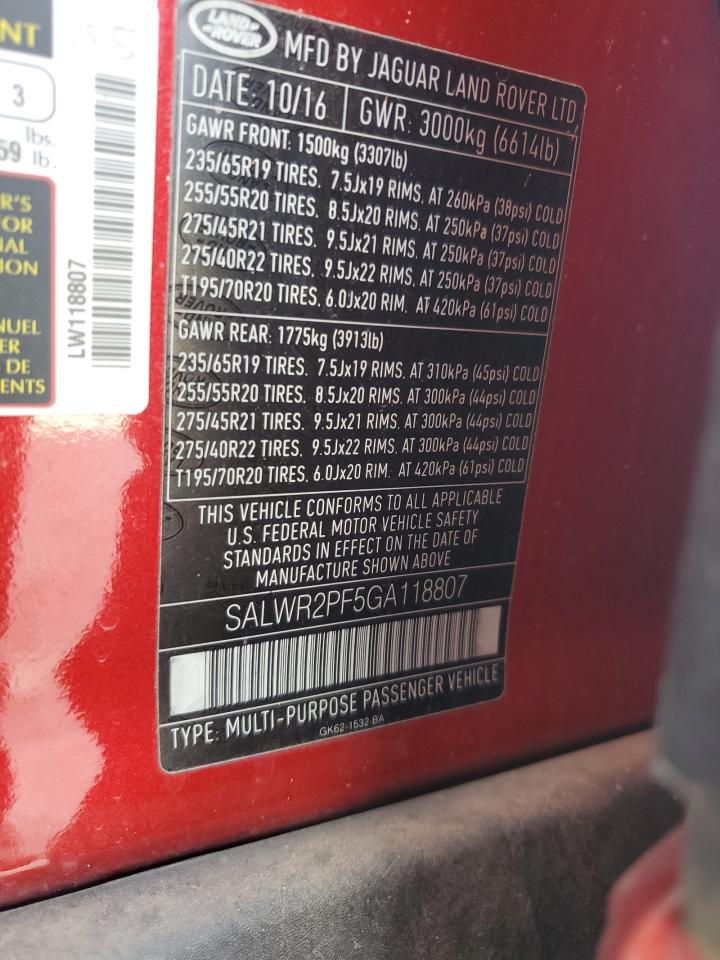 NT
3
lbs.
59 lb.
LW118807
LAND
ROVER
MFD BY JAGUAR LAND ROVER LTD
DATE: 10/16 GWR: 3000kg (6614lb)
GAWR FRONT: 1500kg (3307lb)
235/65R19 TIRES. 7.5Jx19 RIMS. AT 260kPa (38psi) COLD
255/55R20 TIRES. 8.5Jx20 RIMS. AT 250kPa (37psi) COLD
275/45R21 TIRES. 9.5Jx21 RIMS. AT 250kPa (37psi) COLD
275/40R22 TIRES. 9.5Jx22 RIMS. AT 250kPa (37psi) COLD
T195/70R20 TIRES. 6.0Jx20 RIM. AT 420kPa (61psi) COLD
GAWR REAR: 1775kg (3913lb)
235/65R19 TIRES. 7.5Jx19 RIMS. AT 310kPa (45psi) COLD
255/55R20 TIRES. 8.5Jx20 RIMS. AT 300kPa (44psi) COLD
275/45R21 TIRES. 9.5Jx21 RIMS. AT 300kPa (44psi) COLD
275/40R22 TIRES. 9.5Jx22 RIMS. AT 300kPa (44psi) COLD
T195/70R20 TIRES. 6.0Jx20 RIM. AT 420kPa (61psi) COLD
THIS VEHICLE CONFORMS TO ALL APPLICABLE
U.S. FEDERAL MOTOR VEHICLE SAFETY
STANDARDS IN EFFECT ON THE DATE OF
MANUFACTURE SHOWN ABOVE
SALWR2PF5GA118807
TYPE: MULTI-PURPOSE PASSENGER VEHICLE
GK62-1532-BA
R'S
FOR
NAL
TION
NUEL
ER
DE
ENTS